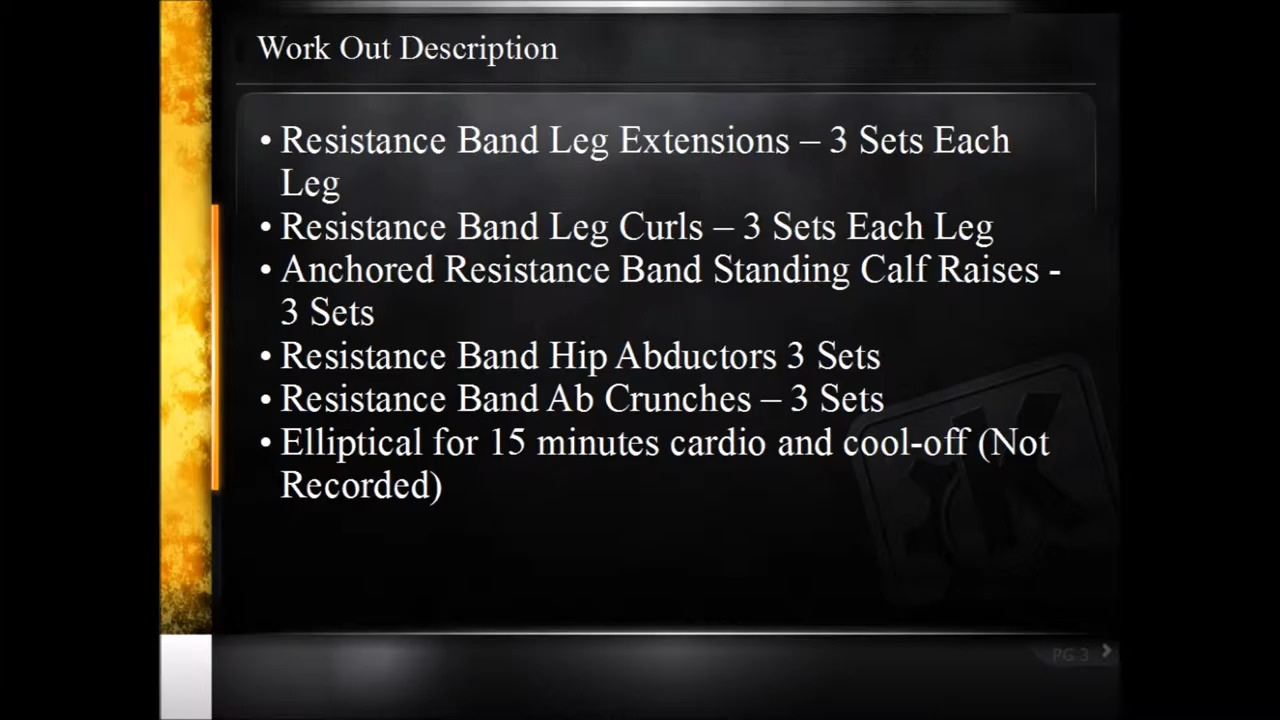 Work Out Description
• Resistance Band Leg Extensions – 3 Sets Each
Leg
• Resistance Band Leg Curls – 3 Sets Each Leg
• Anchored Resistance Band Standing Calf Raises -
3 Sets
• Resistance Band Hip Abductors 3 Sets
• Resistance Band Ab Crunches – 3 Sets
• Elliptical for 15 minutes cardio and cool-off (Not
Recorded)
K
PG 3